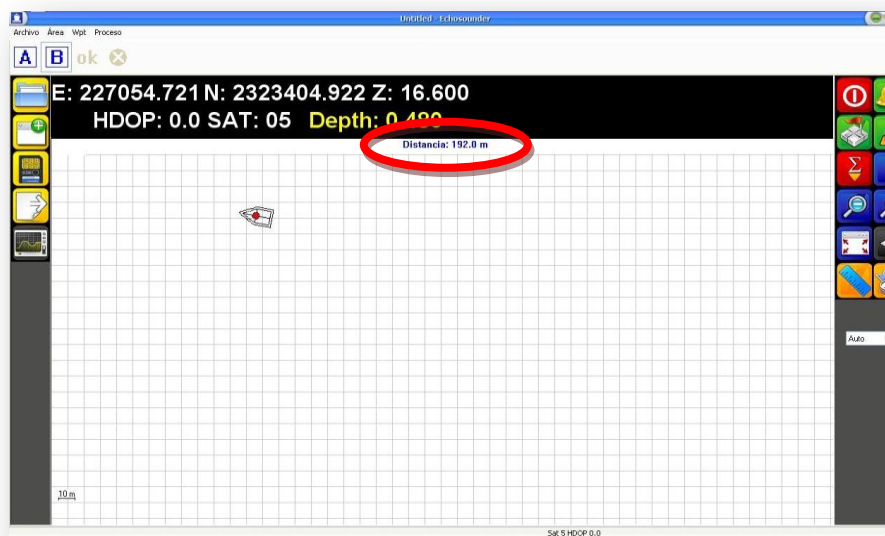 Untitled - Echosounder
Archivo Área Wpt Proceso
A B ok
E: 227054.721 N: 2323404.922 Z: 16.600
HDOP: 0.0 SAT: 05 Depth: 0.480
Distancia: 192.0 m
Auto
10 m
Sat 5 HDOP 0.0